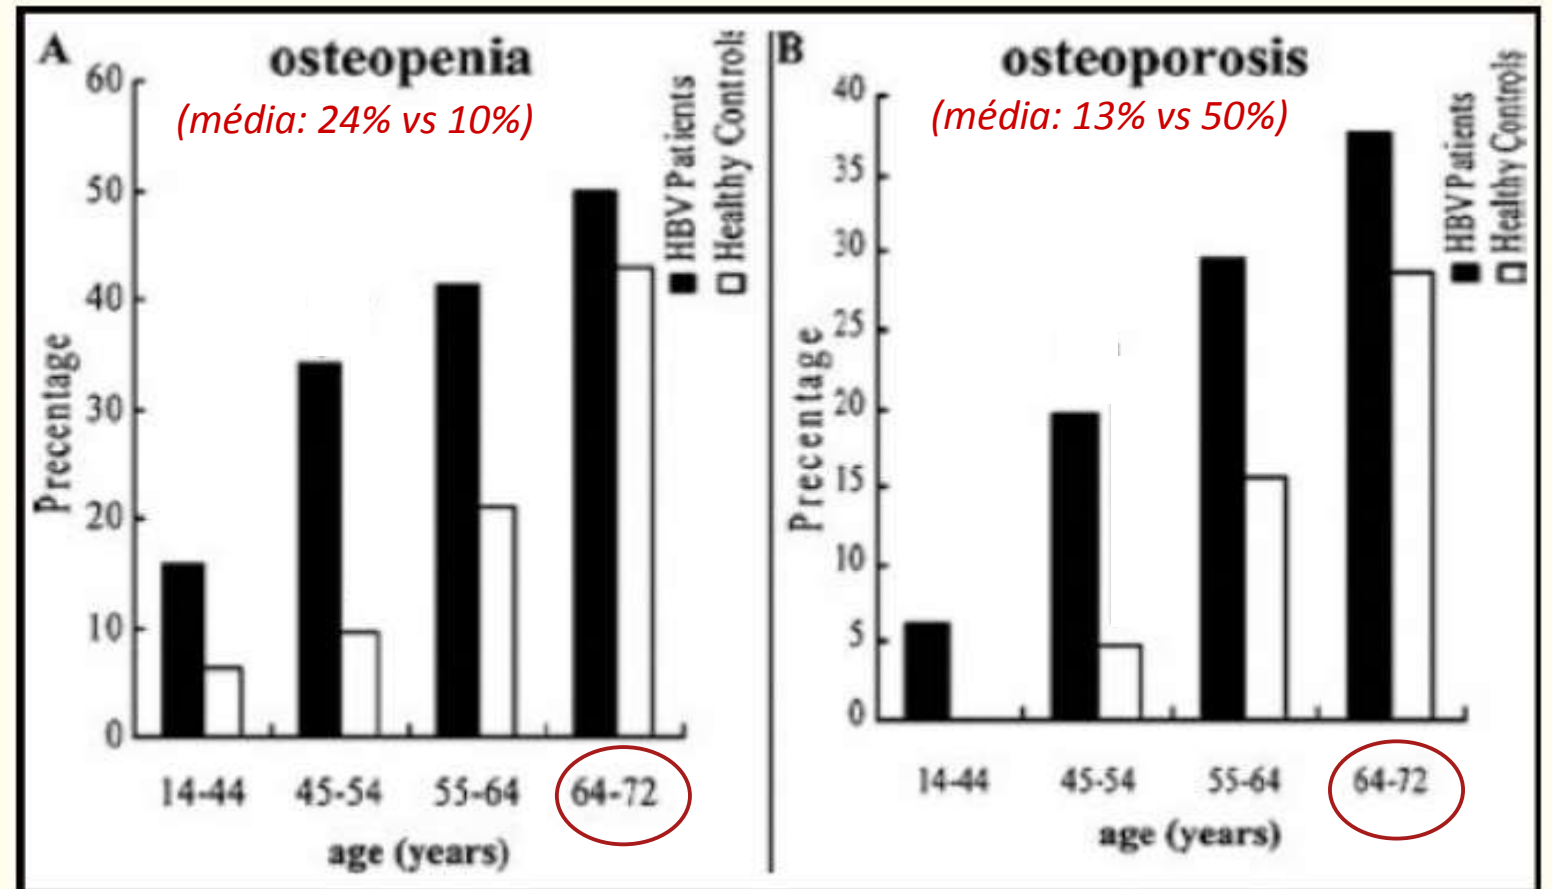 A
osteopenia
(média: 24% vs 10%)
HBV Patients
Healthy Controls
60
50
40
30
20
10
0
Precentage
14-44
45-54
55-64
64-72
age (years)
B
osteoporosis
(média: 13% vs 50%)
HBV Patients
Healthy Controls
40
35
30
25
20
15
10
5
0
Precentage
14-44
45-54
55-64
64-72
age (years)